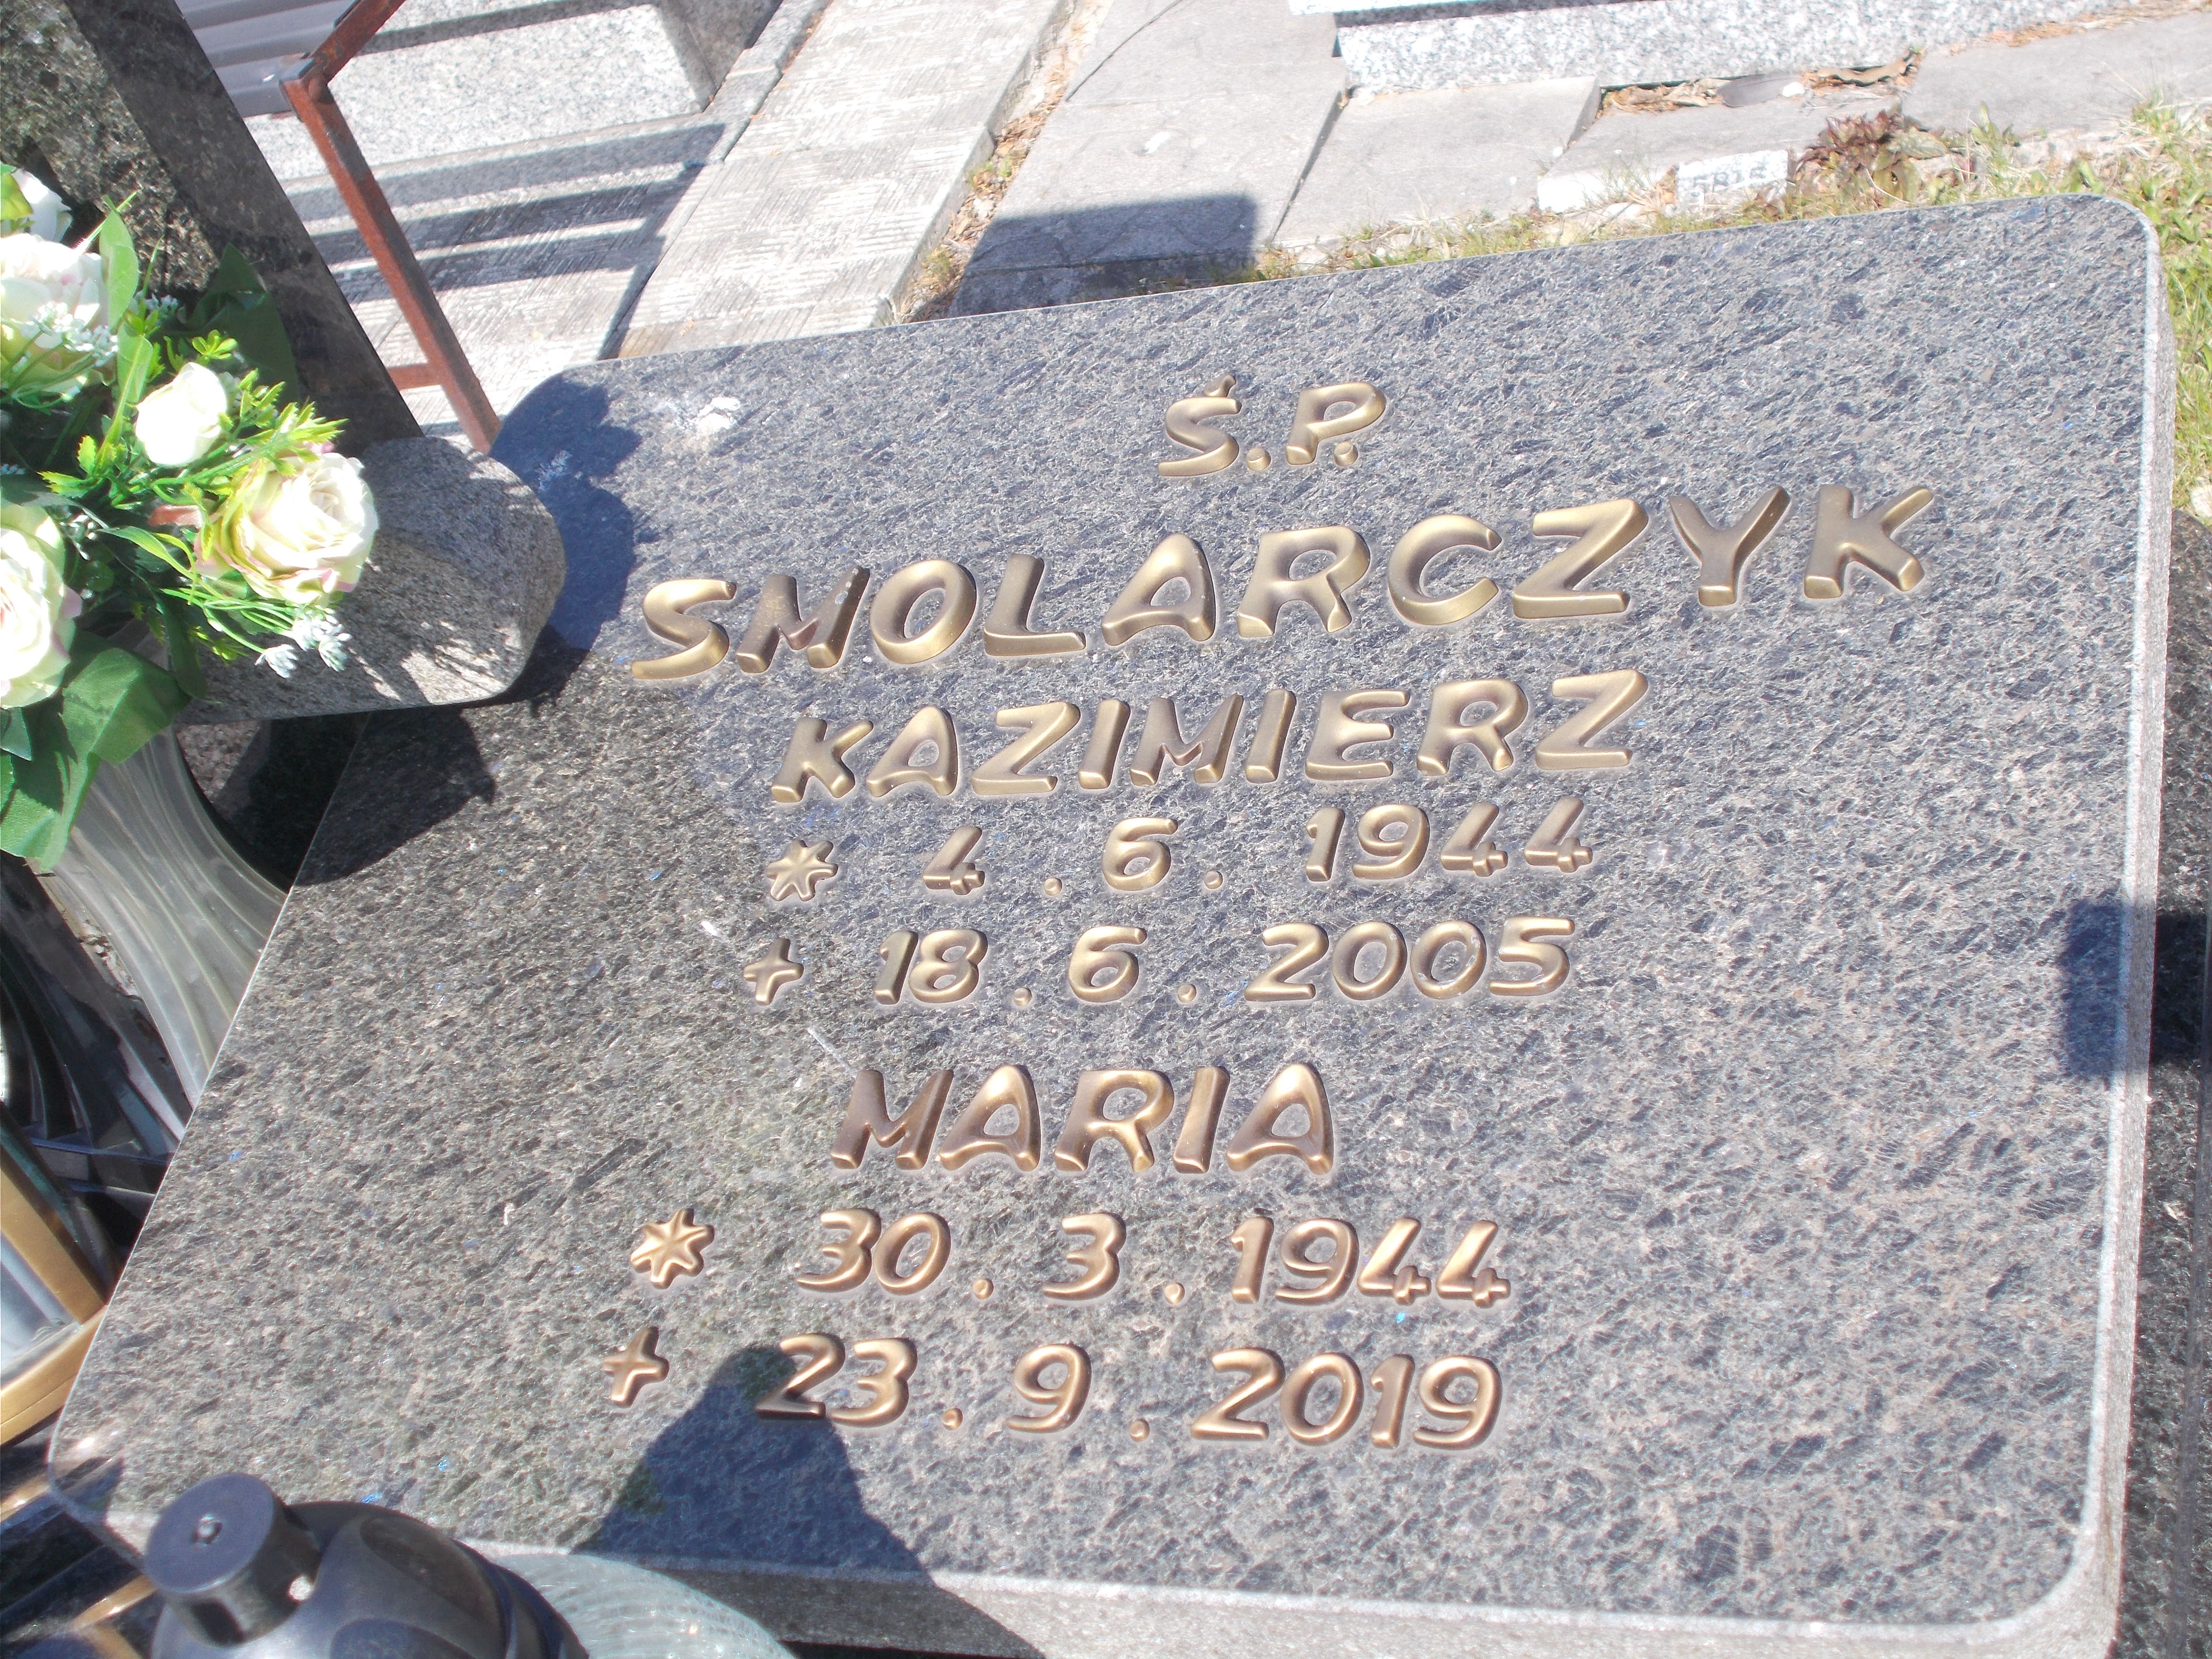 Ś.P.
SMOLARCZYK
KAZIMIERZ
* 4.6.1944
+ 18.6.2005
MARIA
* 30.3.1944
+ 23.9.2019